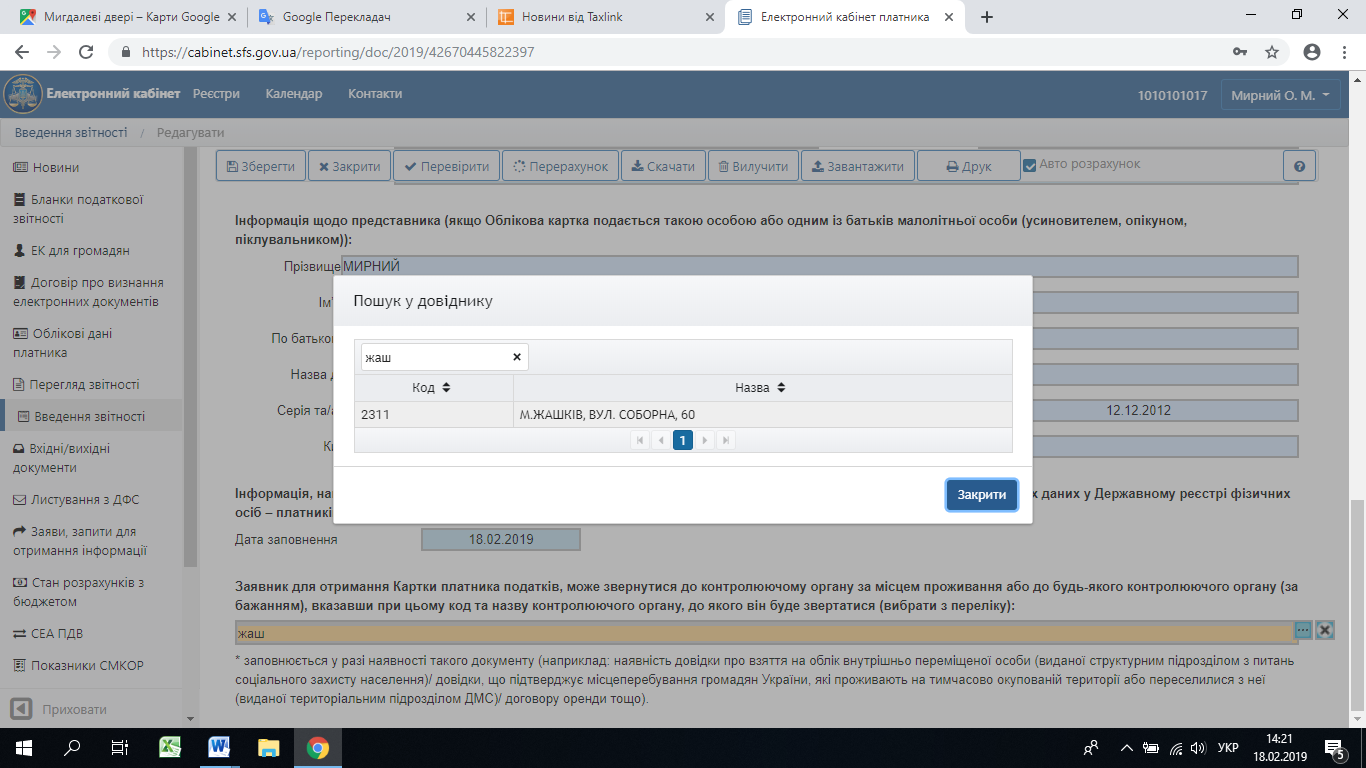 Мигдалеві двері – Карти Google
Google Перекладач
Новини від Taxlink
Електронний кабінет платника
https://cabinet.sfs.gov.ua/reporting/doc/2019/42670445822397
Електронний кабінет Реєстри Календар Контакти
1010101017 Мирний О. М.
Введення звітності / Редагувати
Новини
Бланки податкової
звітності
ЕК для громадян
Договір про визнання
електронних документів
Облікові дані
платника
Перегляд звітності
Введення звітності
Вхідні/вихідні
документи
Листування з ДФС
Заяви, запити для
отримання інформації
Стан розрахунків з
бюджетом
СЕА ПДВ
Показники СМКОР
Приховати
Зберегти Закрити Перевірити Перерахунок Скачати Вилучити Завантажити Друк Авто розрахунок ?
Інформація щодо представника (якщо Облікова картка подається такою особою або одним із батьків малолітньої особи (усиновителем, опікуном,
піклувальником)):
Прізвище МИРНИЙ
Ім'
По батьков
Назва д
Серія та/а
12.12.2012
Ки
Пошук у довіднику
жаш
Код Назва
2311 М.ЖАШКІВ, ВУЛ. СОБОРНА, 60
1
Закрити
Інформація, на х даних у Державному реєстрі фізичних
осіб – платникі
Дата заповнення 18.02.2019
Заявник для отримання Картки платника податків, може звернутися до контролюючому органу за місцем проживання або до будь-якого контролюючого органу (за
бажанням), вказавши при цьому код та назву контролюючого органу, до якого він буде звертатися (вибрати з переліку):
жаш
* заповнюється у разі наявності такого документу (наприклад: наявність довідки про взяття на облік внутрішньо переміщеної особи (виданої структурним підрозділом з питань
соціального захисту населення)/ довідки, що підтверджує місцеперебування громадян України, які проживають на тимчасово окупованій території або переселилися з неї
(виданої територіальним підрозділом ДМС)/ договору оренди тощо).
УКР
14:21
18.02.2019
5